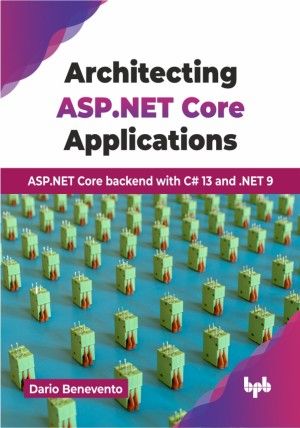 Architecting
ASP.NET Core
Applications
ASP.NET Core backend with C# 13 and .NET 9
Dario Benevento
bpb